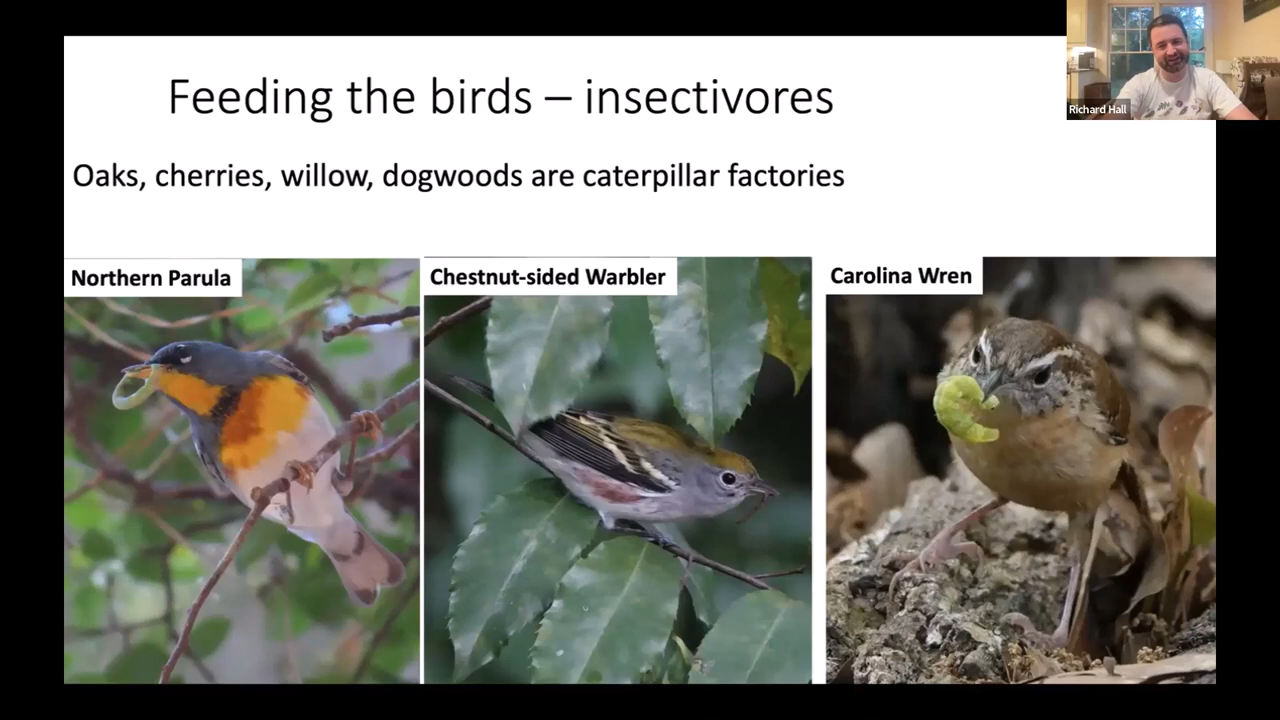 Feeding the birds – insectivores
Richard Hall
Oaks, cherries, willow, dogwoods are caterpillar factories
Northern Parula
Chestnut-sided Warbler
Carolina Wren